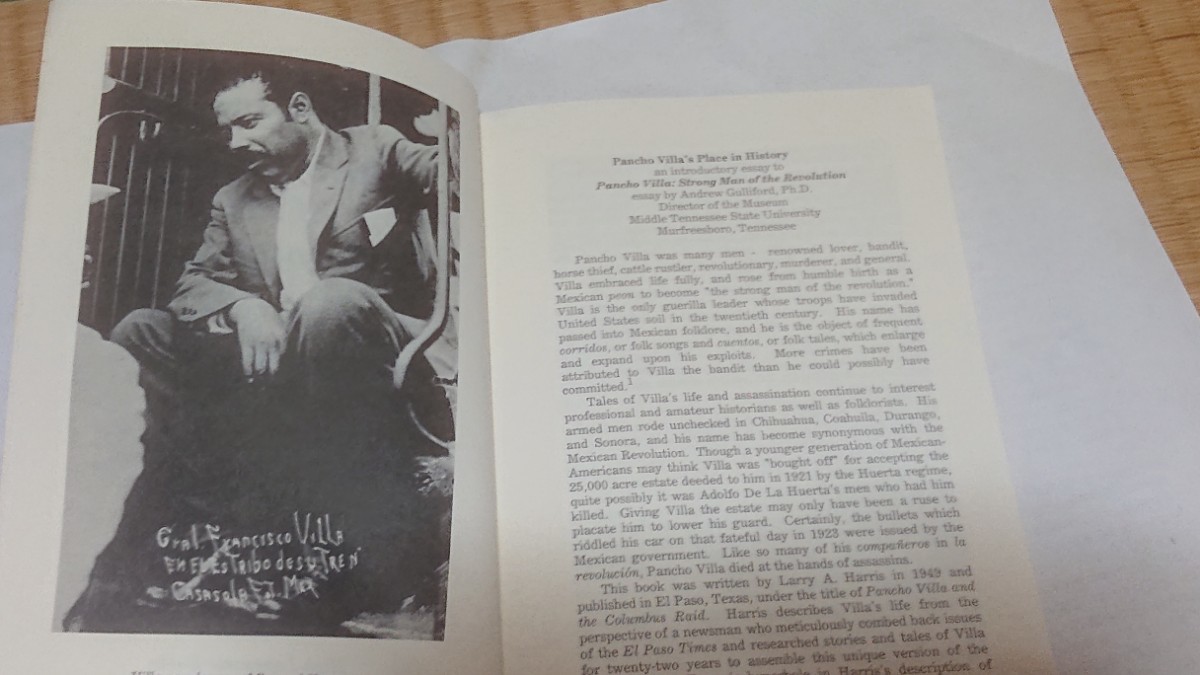 Gral. Francisco Villa
EN EL EStribo de su TREN
Casasola Fot. Mex
Pancho Villa's Place in History
an introductory essay to
Pancho Villa: Strong Man of the Revolution
essay by Andrew Gulliford, Ph.D.
Director of the Museum
Middle Tennessee State University
Murfreesboro, Tennessee
Pancho Villa was many men - renowned lover, bandit,
horse thief, cattle rustler, revolutionary, murderer, and general.
Villa embraced life fully, and rose from humble birth as a
Mexican peon to become "the strong man of the revolution."
Villa is the only guerilla leader whose troops have invaded
United States soil in the twentieth century. His name has
passed into Mexican folklore, and he is the object of frequent
corridos, or folk songs and cuentos, or folk tales, which enlarge
and expand upon his exploits. More crimes have been
attributed to Villa the bandit than he could possibly have
committed.1
Tales of Villa's life and assassination continue to interest
professional and amateur historians as well as folklorists. His
armed men rode unchecked in Chihuahua, Coahuila, Durango,
and Sonora, and his name has become synonymous with the
Mexican Revolution. Though a younger generation of Mexican-
Americans may think Villa was "bought off" for accepting the
25,000 acre estate deeded to him in 1921 by the Huerta regime,
quite possibly it was Adolfo De La Huerta's men who had him
killed. Giving Villa the estate may only have been a ruse to
placate him to lower his guard. Certainly, the bullets which
riddled his car on that fateful day in 1923 were issued by the
Mexican government. Like so many of his compañeros in la
revolución, Pancho Villa died at the hands of assassins.
This book was written by Larry A. Harris in 1949 and
published in El Paso, Texas, under the title of Pancho Villa and
the Columbus Raid. Harris describes Villa's life from the
perspective of a newsman who meticulously combed back issues
of the El Paso Times and researched stories and tales of Villa
for twenty-two years to assemble this unique version of the
in Harris's description of